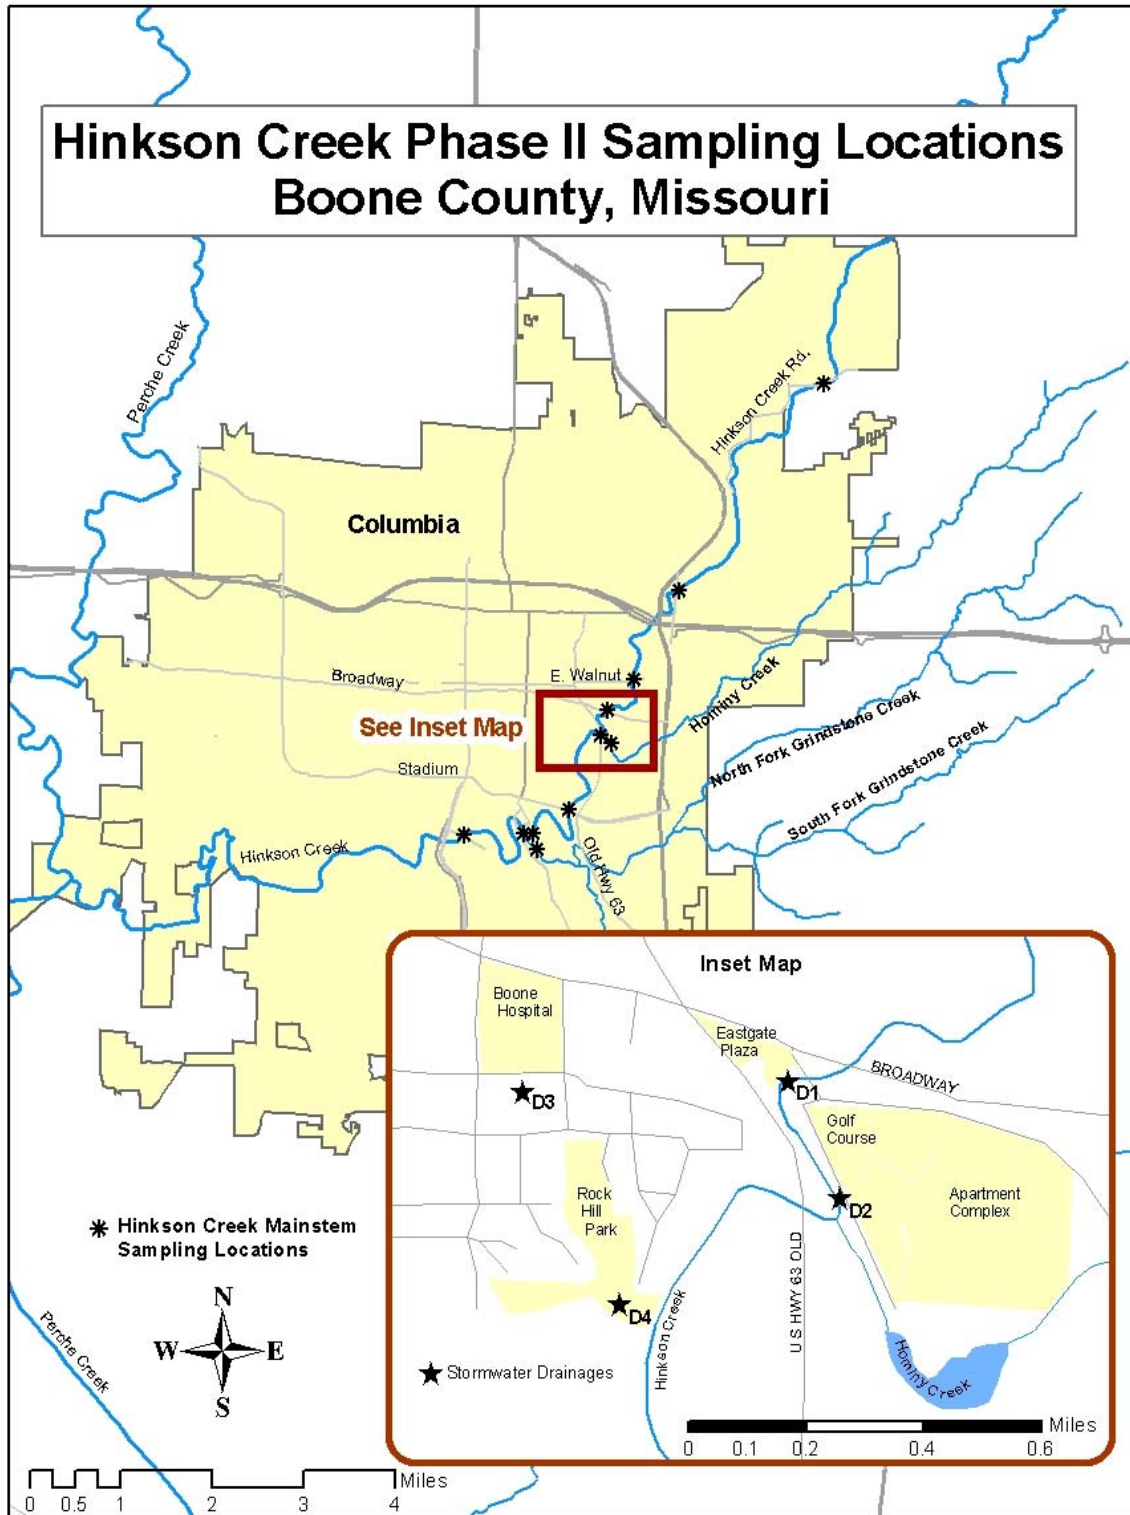 Hinkson Creek Phase II Sampling Locations
Boone County, Missouri
Perche Creek
Hinkson Creek Rd.
Columbia
Broadway
E. Walnut
See Inset Map
Hominy Creek
Stadium
North Fork Grindstone Creek
South Fork Grindstone Creek
Hinkson Creek
Old Hwy 63
Inset Map
Boone
Hospital
Eastgate
Plaza
BROADWAY
D1
D3
Golf
Course
Rock
Hill
Park
Apartment
Complex
D2
U S HWY 63 OLD
D4
Hinkson Creek
Hominy Creek
Stormwater Drainages
Miles
0 0.1 0.2 0.4 0.6
Hinkson Creek Mainstem
Sampling Locations
N
W E
S
Perche Creek
Miles
0 0.5 1 2 3 4